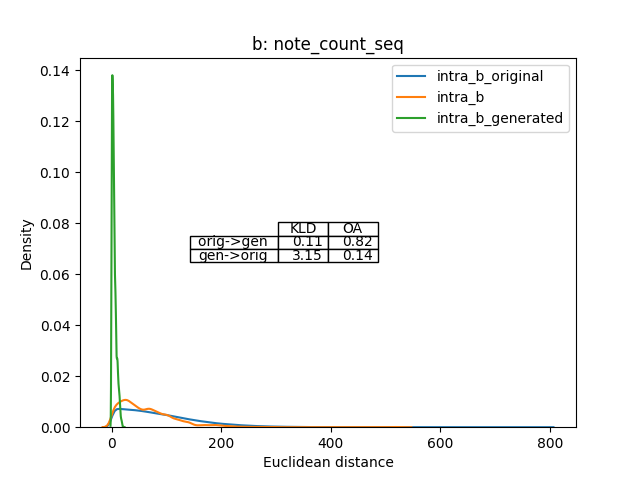 b: note_count_seq
intra_b_original
intra_b
intra_b_generated
0.14
0.12
0.10
0.08
0.06
0.04
0.02
0.00
Density
KLD OA
orig->gen 0.11 0.82
gen->orig 3.15 0.14
0 200 400 600 800
Euclidean distance